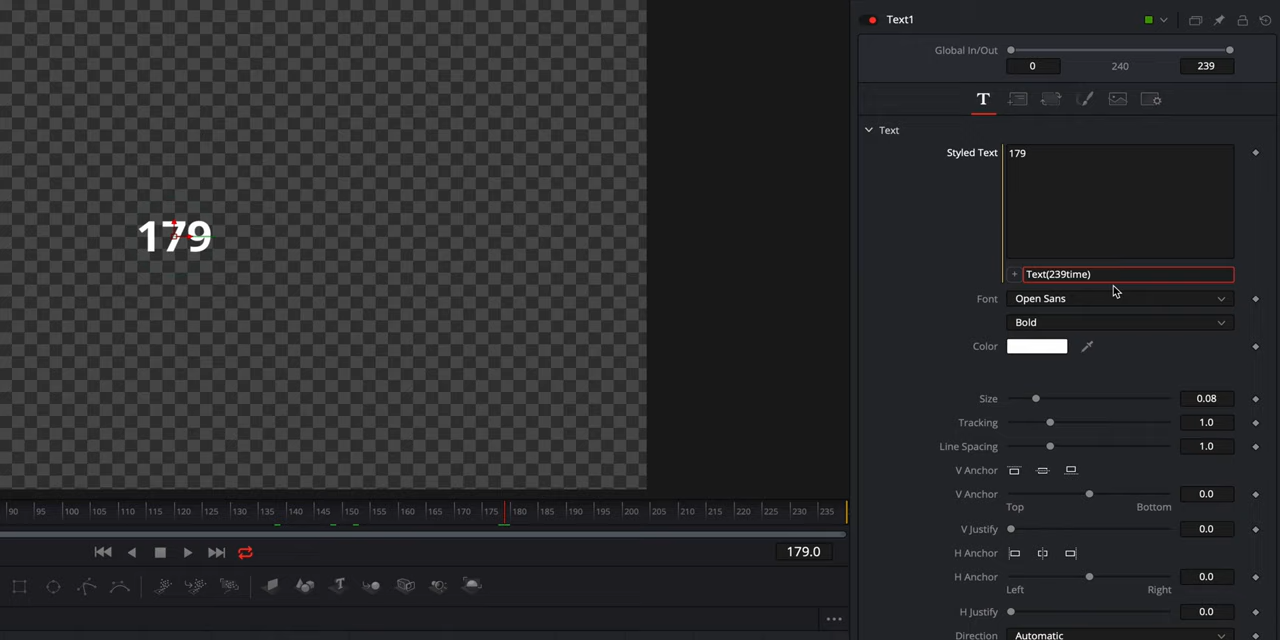 Text1
Global In/Out
0 240 239
T
Text
Styled Text 179
179
+ Text(239time)
Font Open Sans
Bold
Color
Size 0.08
Tracking 1.0
Line Spacing 1.0
V Anchor
V Anchor 0.0
Top Bottom
90 95 100 105 110 115 120 125 130 135 140 145 150 155 160 165 170 175 180 185 190 195 200 205 210 215 220 225 230 235
V Justify 0.0
179.0
H Anchor
H Anchor 0.0
T
Left Right
H Justify 0.0
Direction Automatic